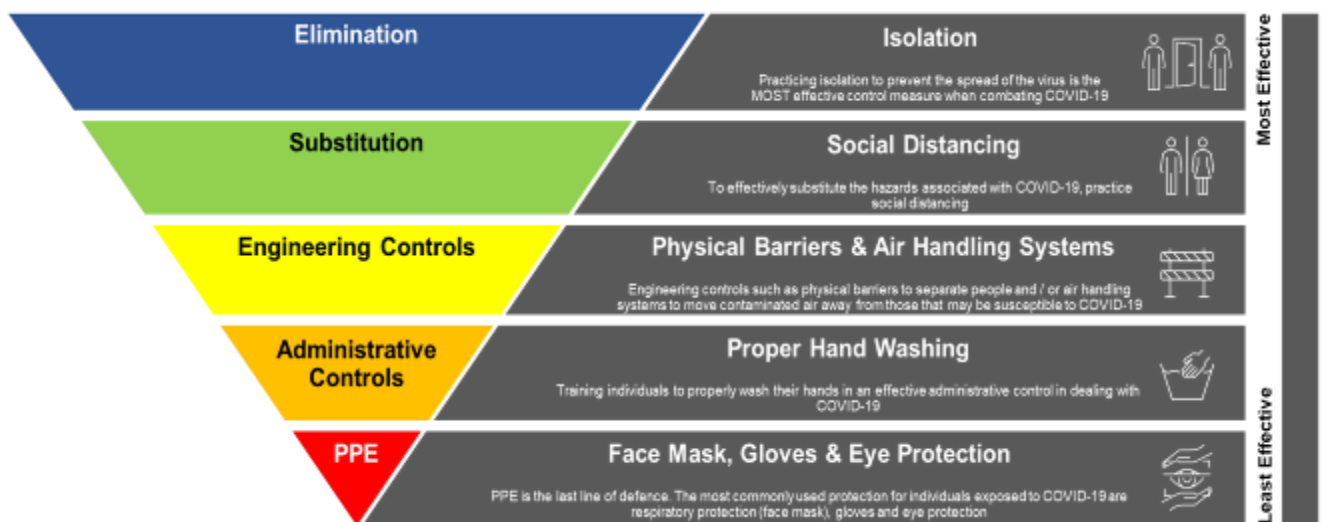 Elimination
Isolation
Practicing isolation to prevent the spread of the virus is the
MOST effective control measure when combating COVID-19
Most Effective
Substitution
Social Distancing
To effectively substitute the hazards associated with COVID-19, practice
social distancing
Engineering Controls
Physical Barriers & Air Handling Systems
Engineering controls such as physical barriers to separate people and / or air handling
systems to move contaminated air away from those that may be susceptible to COVID-19
Administrative
Controls
Proper Hand Washing
Training individuals to properly wash their hands in an effective administrative control in dealing with
COVID-19
PPE
Face Mask, Gloves & Eye Protection
PPE is the last line of defence. The most commonly used protection for individuals exposed to COVID-19 are
respiratory protection (face mask), gloves and eye protection
Least Effective